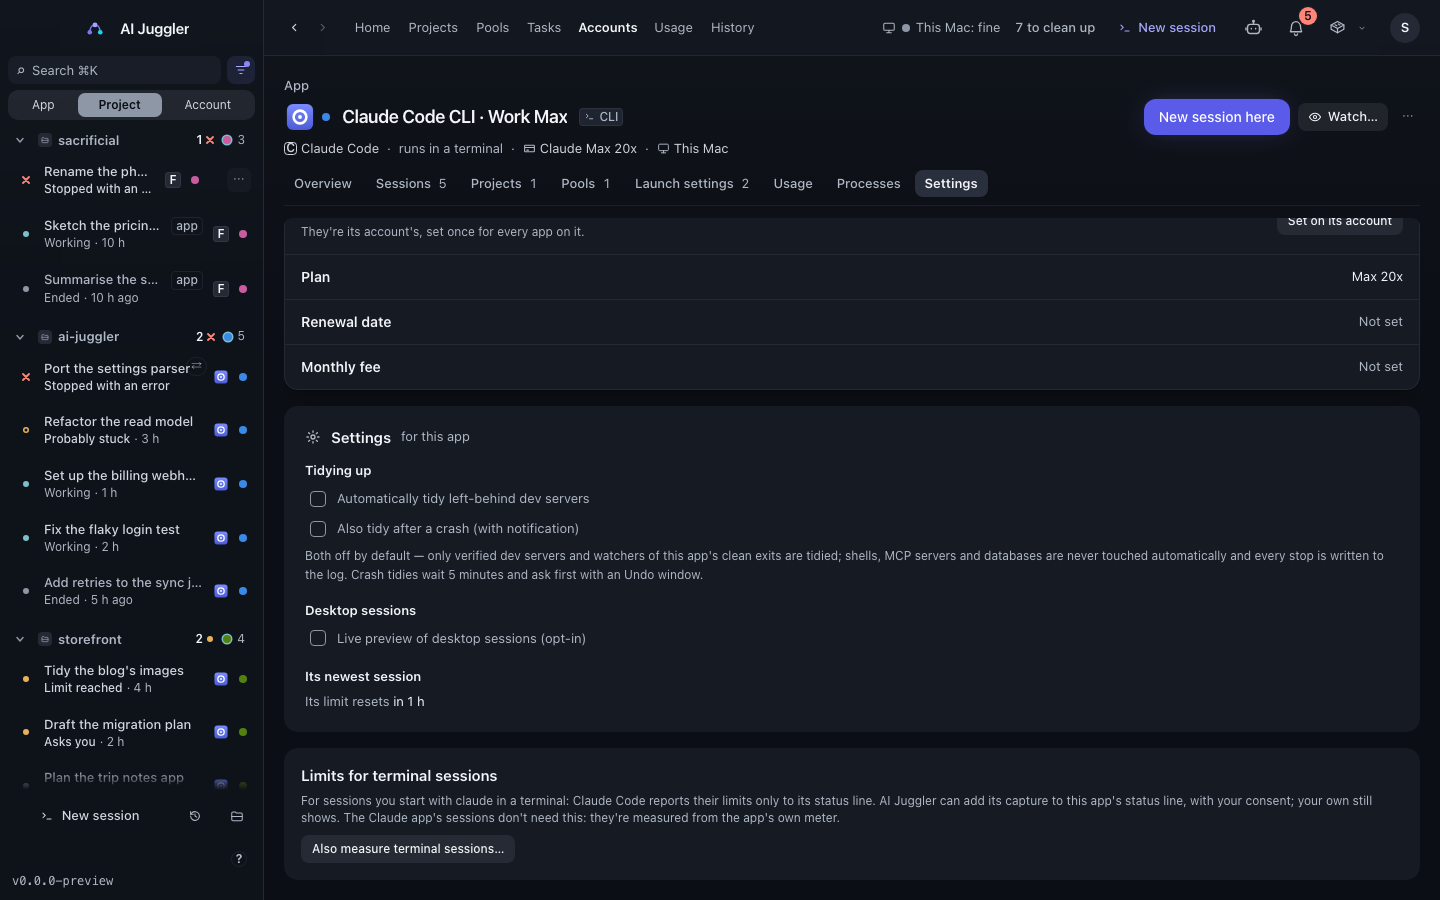 AI Juggler
Search ⌘K
App
Project
Account
sacrificial
1
3
Rename the ph...
Stopped with an ...
F
Sketch the pricin...
app
Working · 10 h
F
Summarise the s...
app
Ended · 10 h ago
F
ai-juggler
2
5
Port the settings parser
Stopped with an error
Refactor the read model
Probably stuck · 3 h
Set up the billing webh...
Working · 1 h
Fix the flaky login test
Working · 2 h
Add retries to the sync j...
Ended · 5 h ago
storefront
2
4
Tidy the blog's images
Limit reached · 4 h
Draft the migration plan
Asks you · 2 h
Plan the trip notes app
New session
?
v0.0.0-preview
Home
Projects
Pools
Tasks
Accounts
Usage
History
This Mac: fine
7 to clean up
New session
5
S
App
Claude Code CLI · Work Max
CLI
New session here
Watch...
Claude Code · runs in a terminal · Claude Max 20x · This Mac
Overview
Sessions 5
Projects 1
Pools 1
Launch settings 2
Usage
Processes
Settings
They're its account's, set once for every app on it.
Set on its account
Plan
Max 20x
Renewal date
Not set
Monthly fee
Not set
Settings for this app
Tidying up
Automatically tidy left-behind dev servers
Also tidy after a crash (with notification)
Both off by default — only verified dev servers and watchers of this app's clean exits are tidied; shells, MCP servers and databases are never touched automatically and every stop is written to
the log. Crash tidies wait 5 minutes and ask first with an Undo window.
Desktop sessions
Live preview of desktop sessions (opt-in)
Its newest session
Its limit resets in 1 h
Limits for terminal sessions
For sessions you start with claude in a terminal: Claude Code reports their limits only to its status line. AI Juggler can add its capture to this app's status line, with your consent; your own still
shows. The Claude app's sessions don't need this: they're measured from the app's own meter.
Also measure terminal sessions...